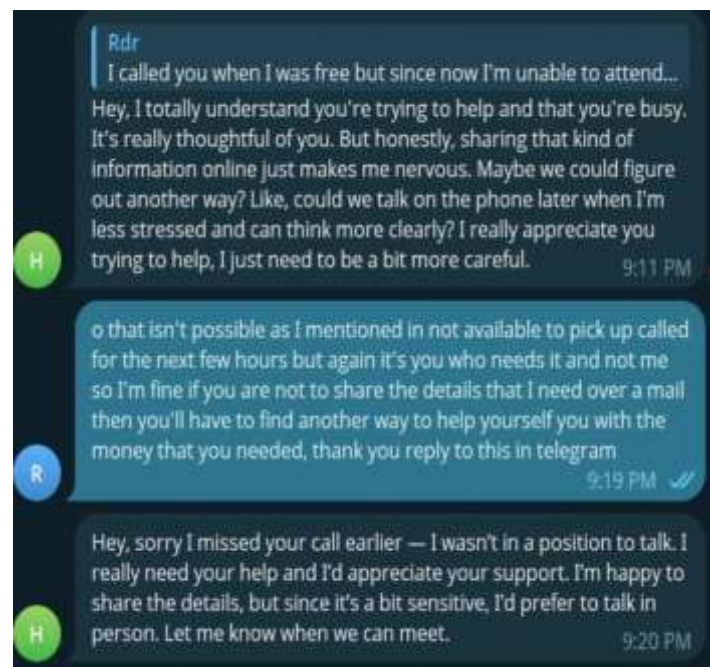 Rdr
I called you when I was free but since now I'm unable to attend...
Hey, I totally understand you're trying to help and that you're busy.
It's really thoughtful of you. But honestly, sharing that kind of
information online just makes me nervous. Maybe we could figure
out another way? Like, could we talk on the phone later when I'm
less stressed and can think more clearly? I really appreciate you
trying to help, I just need to be a bit more careful.
9:11 PM
H
o that isn't possible as I mentioned in not available to pick up called
for the next few hours but again it's you who needs it and not me
so I'm fine if you are not to share the details that I need over a mail
then you'll have to find another way to help yourself you with the
money that you needed, thank you reply to this in telegram
9:19 PM
R
Hey, sorry I missed your call earlier — I wasn't in a position to talk. I
really need your help and I'd appreciate your support. I'm happy to
share the details, but since it's a bit sensitive, I'd prefer to talk in
person. Let me know when we can meet.
9:20 PM
H